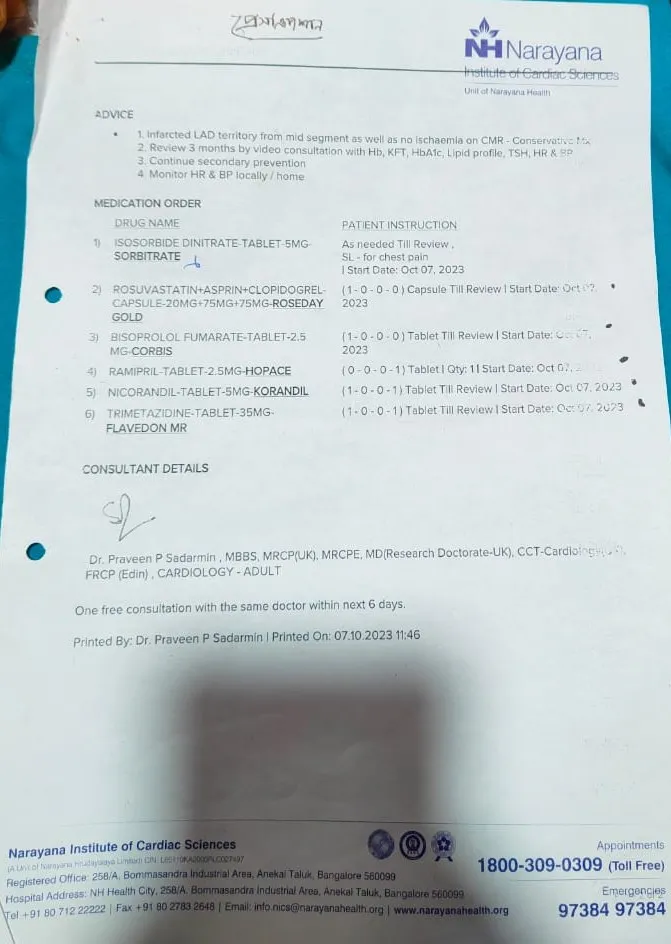 প্রেসক্রিপশন
NH Narayana
Institute of Cardiac Sciences
Unit of Narayana Health
ADVICE
• 1. Infarcted LAD territory from mid segment as well as no ischaemia on CMR - Conservative Mx
2. Review 3 months by video consultation with Hb, KFT, HbA1c, Lipid profile, TSH, HR & BP
3. Continue secondary prevention
4. Monitor HR & BP locally / home
MEDICATION ORDER
DRUG NAME PATIENT INSTRUCTION
1) ISOSORBIDE DINITRATE-TABLET-5MG- As needed Till Review ,
SORBITRATE SL - for chest pain
| Start Date: Oct 07, 2023
2) ROSUVASTATIN+ASPRIN+CLOPIDOGREL- (1 - 0 - 0 - 0 ) Capsule Till Review | Start Date: Oct 07,
CAPSULE-20MG+75MG+75MG-ROSEDAY 2023
GOLD
3) BISOPROLOL FUMARATE-TABLET-2.5 (1 - 0 - 0 - 0 ) Tablet Till Review | Start Date: Oct 07,
MG-CORBIS 2023
4) RAMIPRIL-TABLET-2.5MG-HOPACE (0 - 0 - 0 - 1) Tablet | Qty: 1 | Start Date: Oct 07,
5) NICORANDIL-TABLET-5MG-KORANDIL (1 - 0 - 0 - 1) Tablet Till Review | Start Date: Oct 07, 2023
6) TRIMETAZIDINE-TABLET-35MG- (1 - 0 - 0 - 1 ) Tablet Till Review | Start Date: Oct 07, 2023
FLAVEDON MR
CONSULTANT DETAILS
Dr. Praveen P Sadarmin , MBBS, MRCP(UK), MRCPE, MD(Research Doctorate-UK), CCT-Cardiology
FRCP (Edin) , CARDIOLOGY - ADULT
One free consultation with the same doctor within next 6 days.
Printed By: Dr. Praveen P Sadarmin | Printed On: 07.10.2023 11:46
Narayana Institute of Cardiac Sciences
(A Unit of Narayana Hrudayalaya Limited) CIN:
Registered Office: 258/A, Bommasandra Industrial Area, Anekal Taluk, Bangalore 560099
Hospital Address: NH Health City, 258/A, Bommasandra Industrial Area, Anekal Taluk, Bangalore 560099
Tel +91 80 712 22222 | Fax +91 80 2783 2648 | Email: info.nics@narayanahealth.org | www.narayanahealth.org
Appointments
1800-309-0309 (Toll Free)
Emergencies
97384 97384